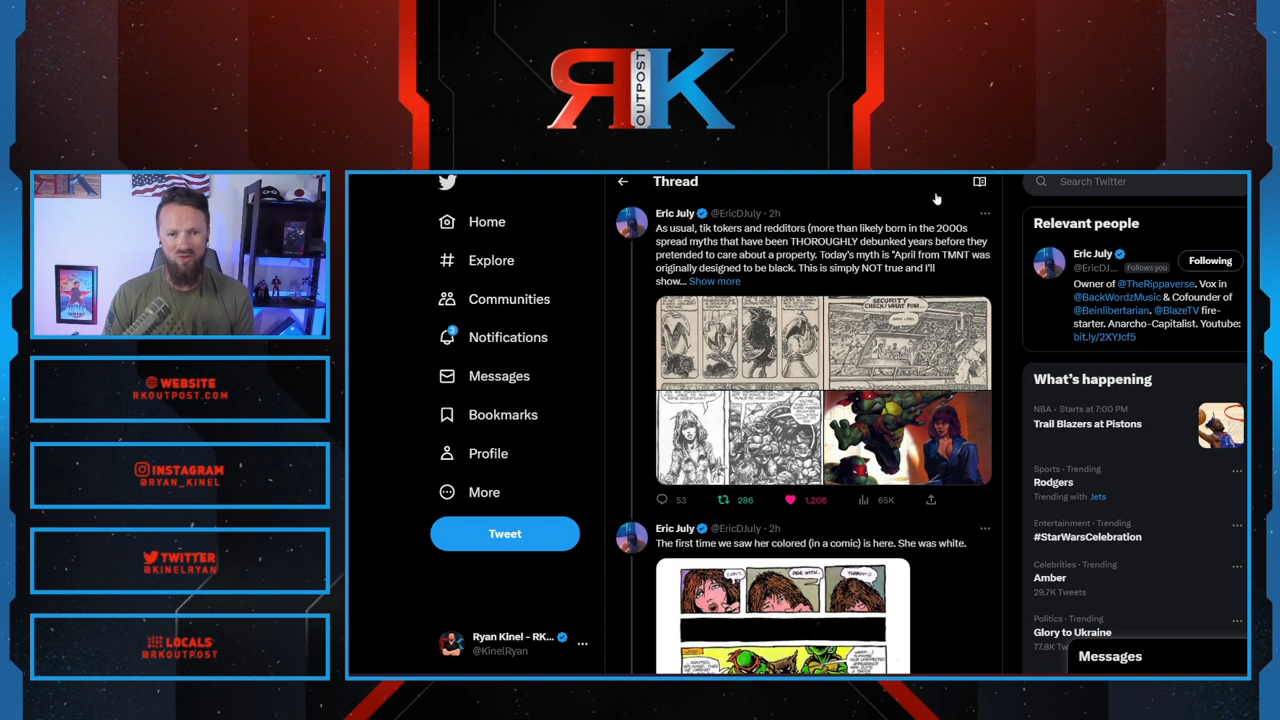 RK
OUTPOST
WEBSITE
RKOUTPOST.COM
INSTAGRAM
@RYAN_KINEL
TWITTER
@KINELRYAN
LOCALS
@RKOUTPOST
Home
Explore
Communities
3
Notifications
Messages
Bookmarks
Profile
More
Tweet
Ryan Kinel - RK...
@KinelRyan
Thread
Eric July @EricDJuly · 2h
As usual, tik tokers and redditors (more than likely born in the 2000s
spread myths that have been THOROUGHLY debunked years before they
pretended to care about a property. Today's myth is "April from TMNT was
originally designed to be black. This is simply NOT true and I'll
show... Show more
SECURITY
CHECK! WHAT FOR...
53 286 1,206 65K
Eric July @EricDJuly · 2h
The first time we saw her colored (in a comic) is here. She was white.
Search Twitter
Relevant people
Eric July
@EricDJ... Follows you
Following
Owner of @TheRippaverse. Vox in
@BackWordzMusic & Cofounder of
@Beinlibertarian. @BlazeTV fire-
starter. Anarcho-Capitalist. Youtube:
bit.ly/2XYJcf5
What's happening
NBA · Starts at 7:00 PM
Trail Blazers at Pistons
Sports · Trending
Rodgers
Trending with Jets
Entertainment · Trending
#StarWarsCelebration
Celebrities · Trending
Amber
29.7K Tweets
Politics · Trending
Glory to Ukraine
77.8K Tw
Messages